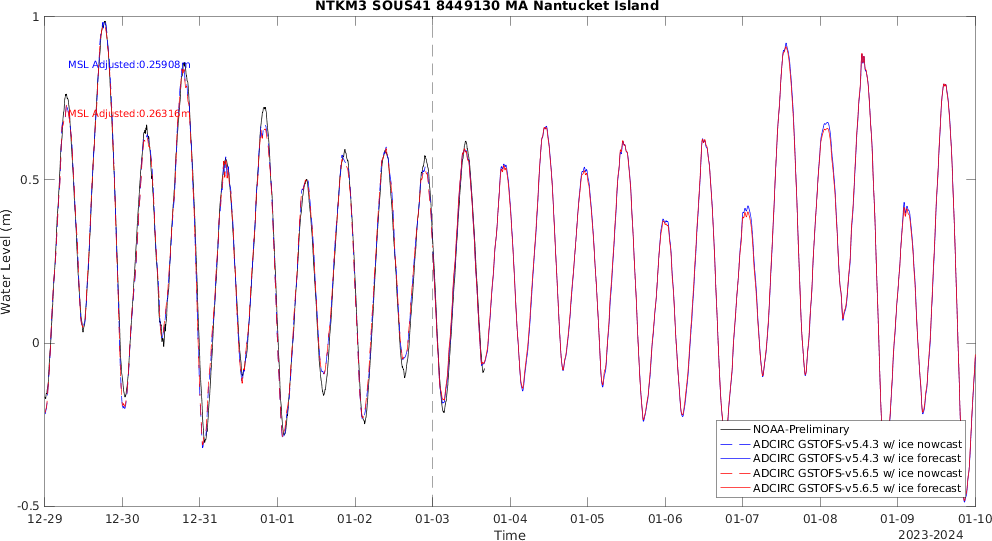 NTKM3 SOUS41 8449130 MA Nantucket Island
1
MSL Adjusted:0.25908m
MSL Adjusted:0.26316m
0.5
Water Level (m)
0
-0.5
NOAA-Preliminary
ADCIRC GSTOFS-v5.4.3 w/ ice nowcast
ADCIRC GSTOFS-v5.4.3 w/ ice forecast
ADCIRC GSTOFS-v5.6.5 w/ ice nowcast
ADCIRC GSTOFS-v5.6.5 w/ ice forecast
12-29 12-30 12-31 01-01 01-02 01-03 01-04 01-05 01-06 01-07 01-08 01-09 01-10
Time
2023-2024